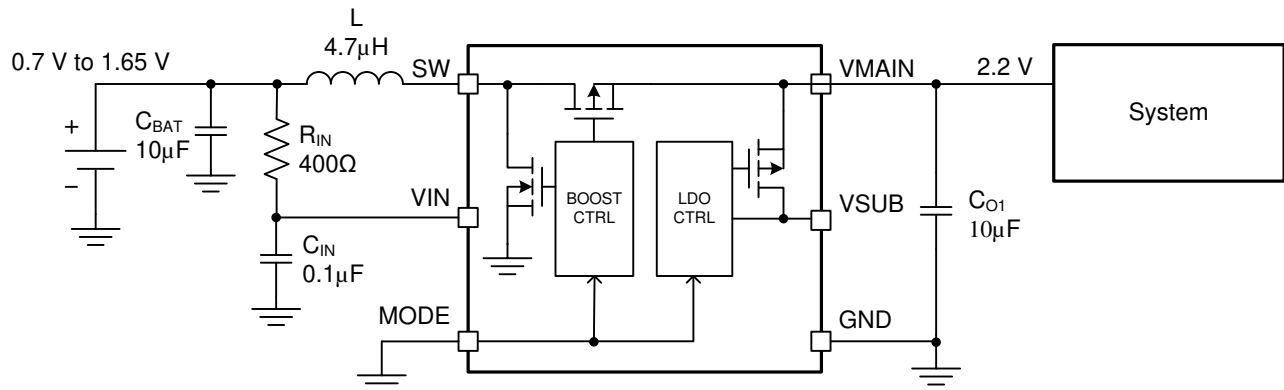 L
4.7μH
0.7 V to 1.65 V
SW
VMAIN
2.2 V
System
+
−
C_BAT
10μF
R_IN
400Ω
BOOST
CTRL
LDO
CTRL
VIN
VSUB
C_O1
10μF
C_IN
0.1μF
MODE
GND